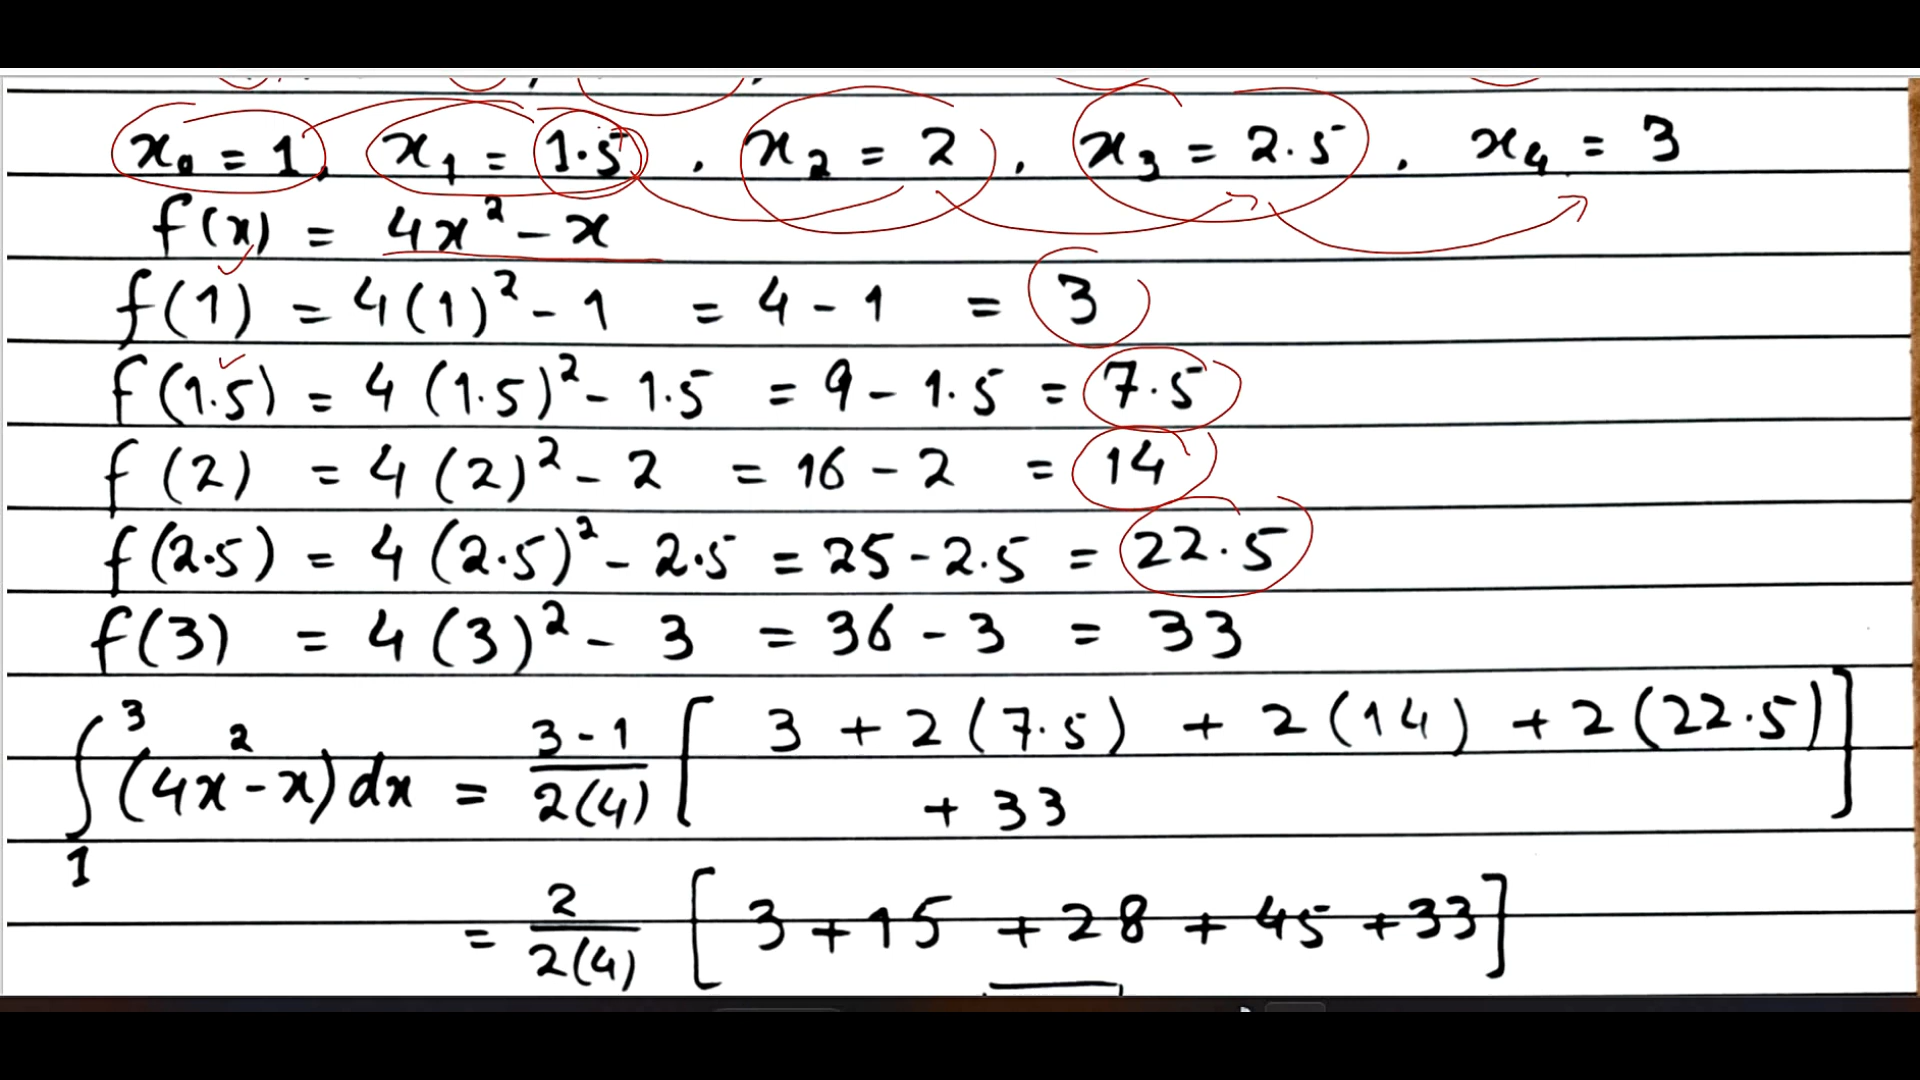 x₀ = 1, x₁ = 1.5, x₂ = 2, x₃ = 2.5, x₄ = 3
f(x) = 4x² - x
f(1) = 4(1)² - 1 = 4 - 1 = 3
f(1.5) = 4(1.5)² - 1.5 = 9 - 1.5 = 7.5
f(2) = 4(2)² - 2 = 16 - 2 = 14
f(2.5) = 4(2.5)² - 2.5 = 25 - 2.5 = 22.5
f(3) = 4(3)² - 3 = 36 - 3 = 33
∫₁³ (4x² - x) dx = (3 - 1)/(2(4)) [3 + 2(7.5) + 2(14) + 2(22.5)
+ 33]
= 2/(2(4)) [3 + 15 + 28 + 45 + 33]